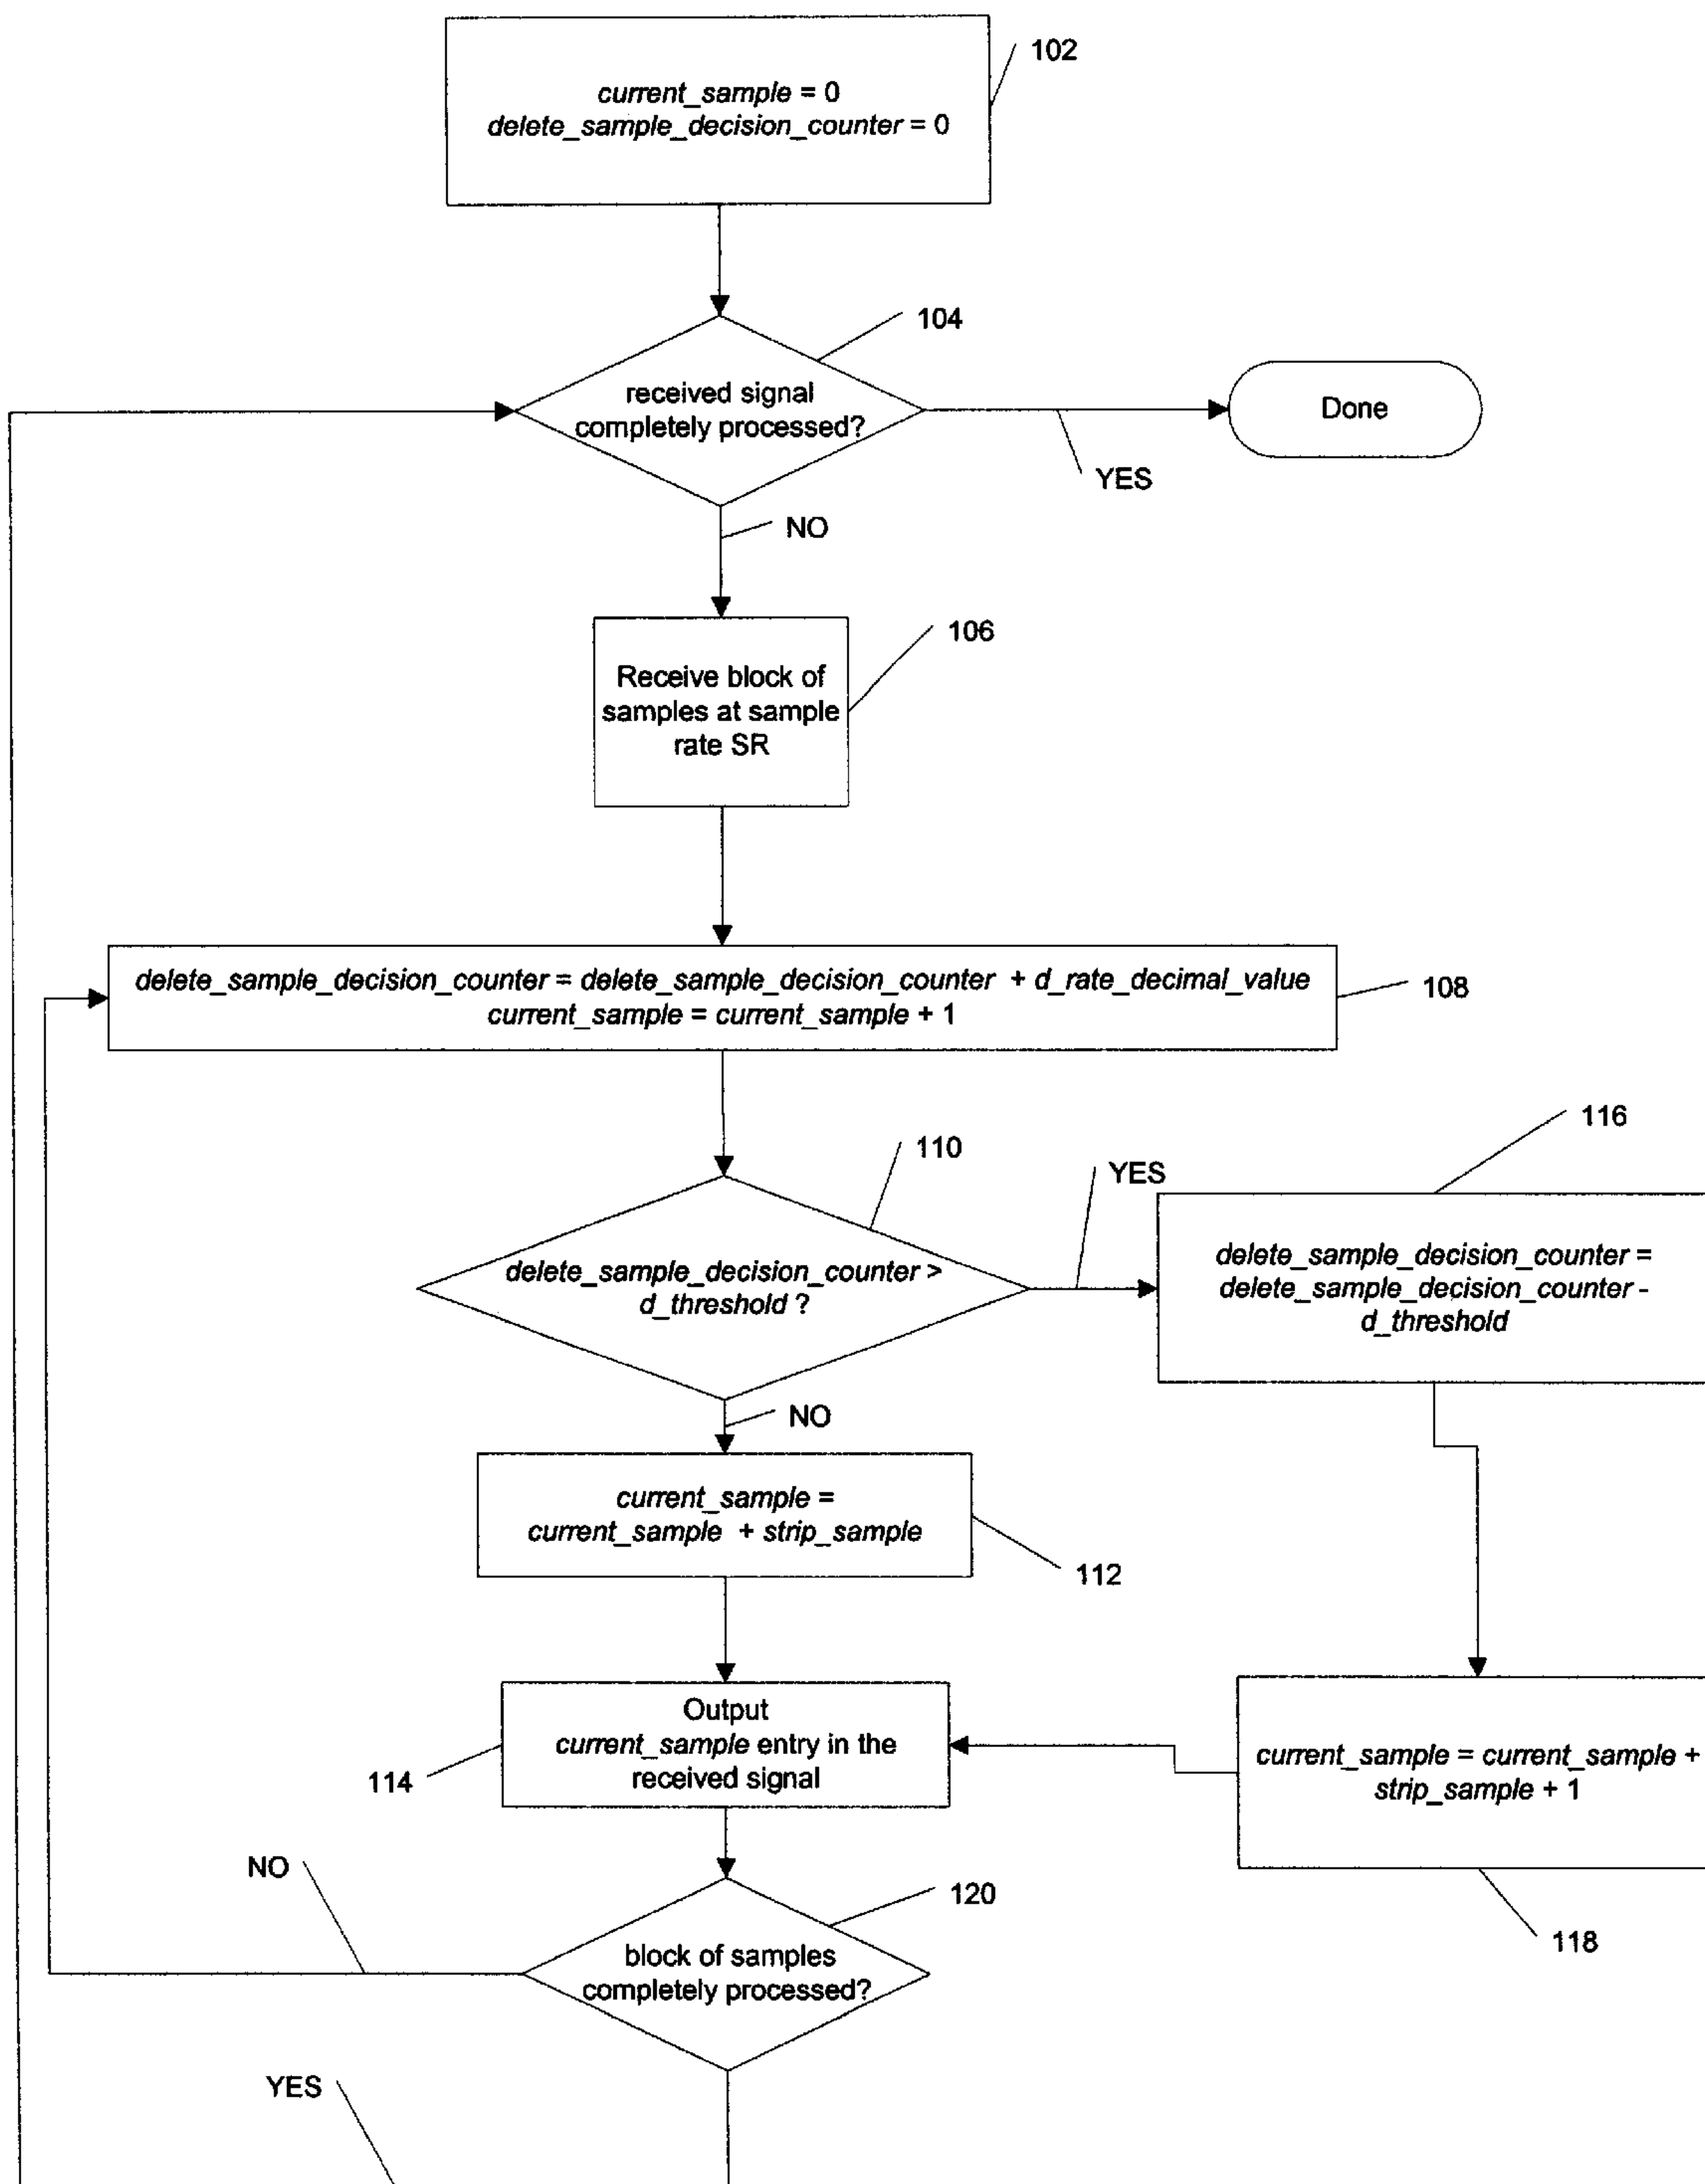 102
current_sample = 0
delete_sample_decision_counter = 0
104
received signal
completely processed?
Done
YES
NO
106
Receive block of
samples at sample
rate SR
delete_sample_decision_counter = delete_sample_decision_counter + d_rate_decimal_value
current_sample = current_sample + 1
108
116
110
YES
delete_sample_decision_counter >
d_threshold ?
delete_sample_decision_counter =
delete_sample_decision_counter -
d_threshold
NO
current_sample =
current_sample + strip_sample
112
Output
current_sample entry in the
received signal
114
current_sample = current_sample +
strip_sample + 1
118
NO
120
block of samples
completely processed?
YES